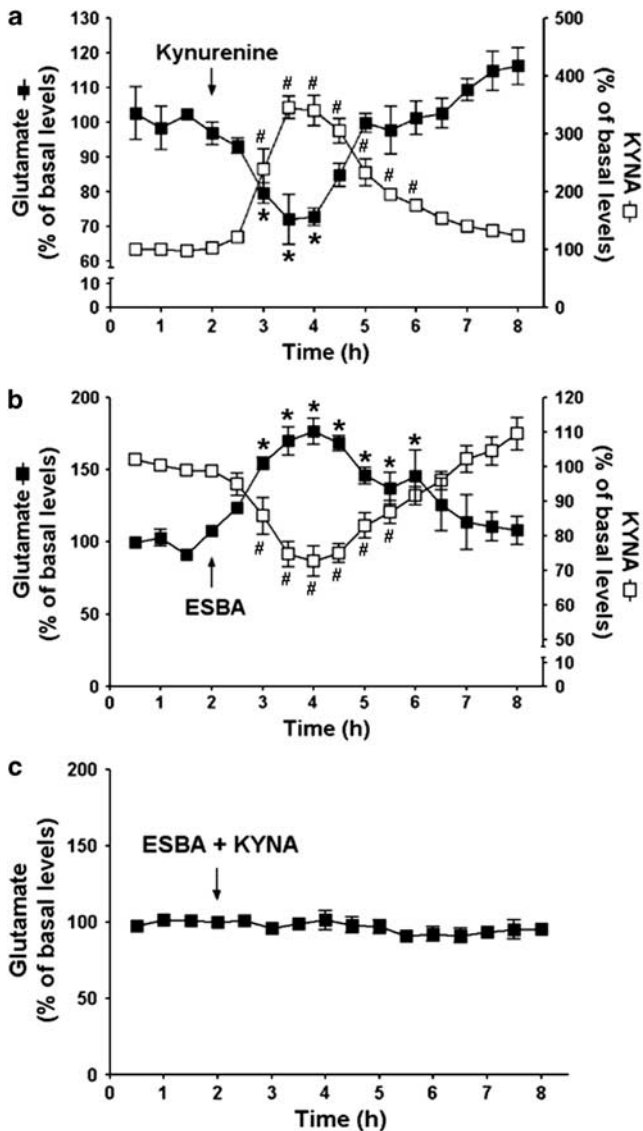 a
Glutamate
(% of basal levels)
130
120
110
100
90
80
70
60
10
0
Kynurenine
*
*
*
#
#
#
#
#
#
#
500
400
300
200
100
0
KYNA
(% of basal levels)
0 1 2 3 4 5 6 7 8
Time (h)
b
Glutamate
(% of basal levels)
200
150
100
50
0
ESBA
* * * * * * *
# # # # # #
120
110
100
90
80
70
60
50
10
0
KYNA
(% of basal levels)
0 1 2 3 4 5 6 7 8
Time (h)
c
Glutamate
(% of basal levels)
200
150
100
50
0
ESBA + KYNA
0 1 2 3 4 5 6 7 8
Time (h)